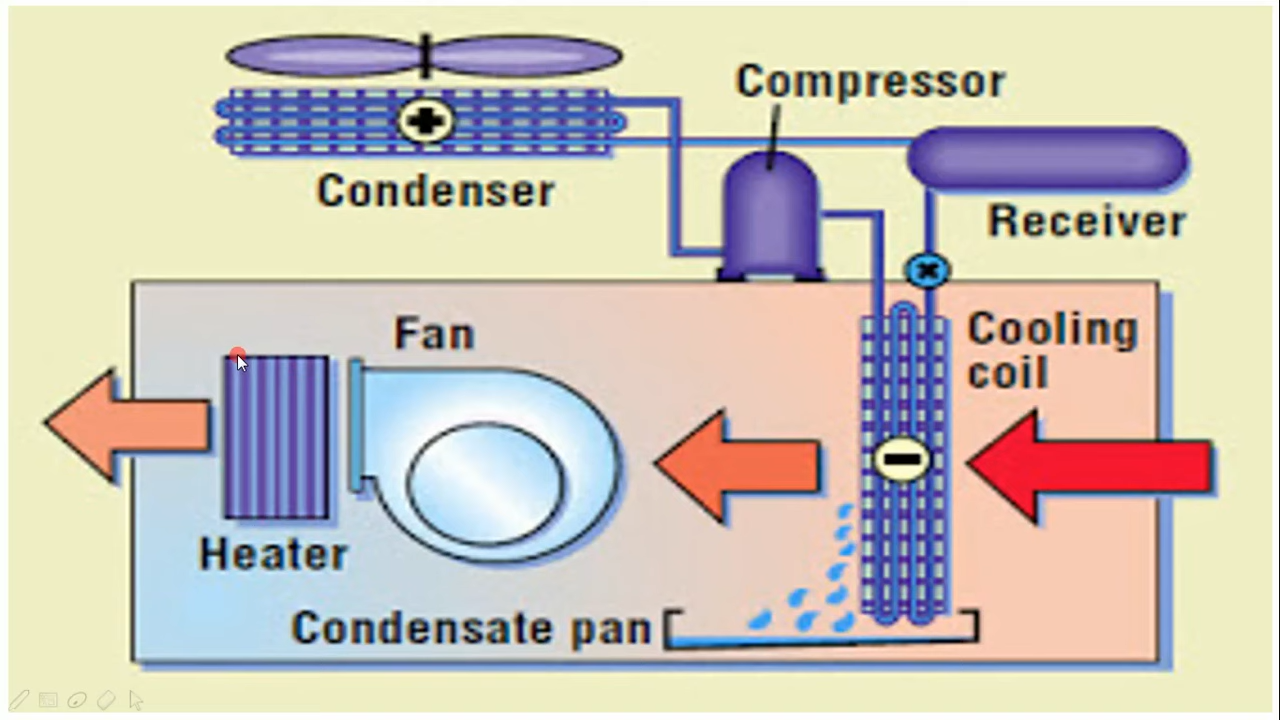 Compressor
Condenser
Receiver
Fan
Cooling
coil
Heater
Condensate pan